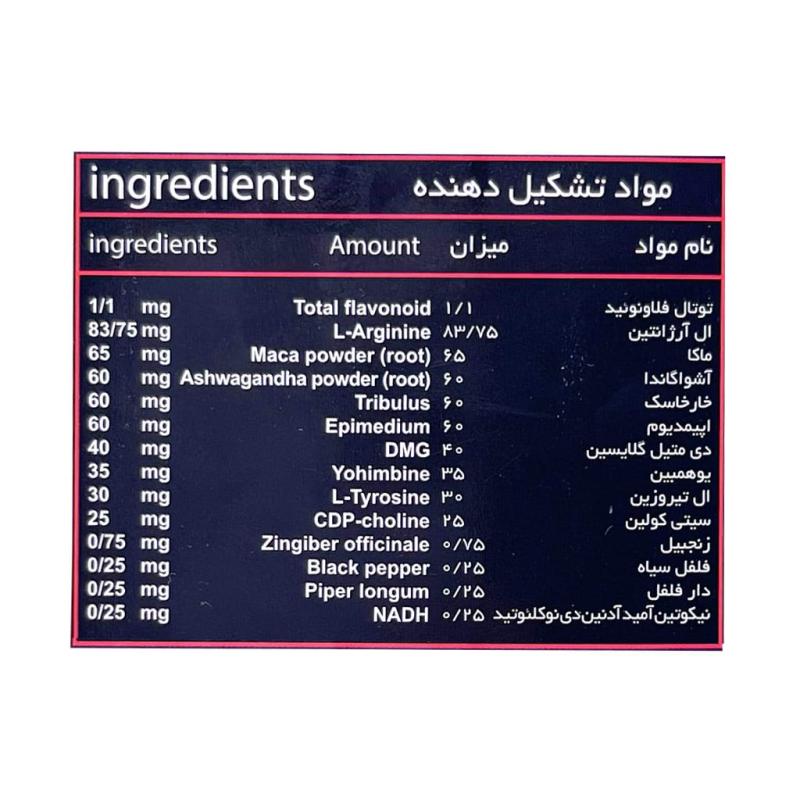 ingredients مواد تشکیل دهنده
ingredients Amount میزان نام مواد
1/1 mg Total flavonoid ۱/۱ توتال فلاونوئید
83/75 mg L-Arginine ۸۳/۷۵ ال آرژانتین
65 mg Maca powder (root) ۶۵ ماکا
60 mg Ashwagandha powder (root) ۶۰ آشواگاندا
60 mg Tribulus ۶۰ خارخاسک
60 mg Epimedium ۶۰ اپیمدیوم
40 mg DMG ۴۰ دی متیل گلایسین
35 mg Yohimbine ۳۵ یوهمبین
30 mg L-Tyrosine ۳۰ ال تیروزین
25 mg CDP-choline ۲۵ سیتی کولین
0/75 mg Zingiber officinale ۰/۷۵ زنجبیل
0/25 mg Black pepper ۰/۲۵ فلفل سیاه
0/25 mg Piper longum ۰/۲۵ دار فلفل
0/25 mg NADH ۰/۲۵ نیکوتین آمید آدنین دی نوکلئوتید